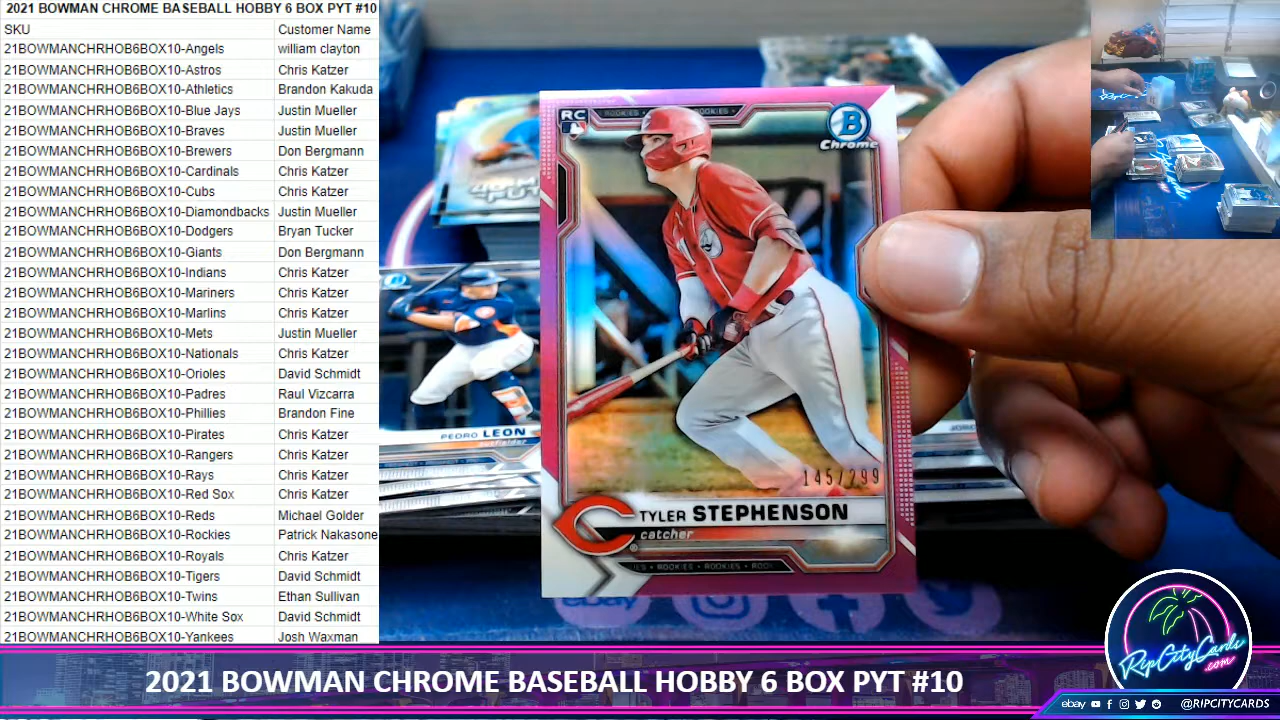 2021 BOWMAN CHROME BASEBALL HOBBY 6 BOX PYT #10
SKU Customer Name
21BOWMANCHRHOB6BOX10-Angels william clayton
21BOWMANCHRHOB6BOX10-Astros Chris Katzer
21BOWMANCHRHOB6BOX10-Athletics Brandon Kakuda
21BOWMANCHRHOB6BOX10-Blue Jays Justin Mueller
21BOWMANCHRHOB6BOX10-Braves Justin Mueller
21BOWMANCHRHOB6BOX10-Brewers Don Bergmann
21BOWMANCHRHOB6BOX10-Cardinals Chris Katzer
21BOWMANCHRHOB6BOX10-Cubs Chris Katzer
21BOWMANCHRHOB6BOX10-Diamondbacks Justin Mueller
21BOWMANCHRHOB6BOX10-Dodgers Bryan Tucker
21BOWMANCHRHOB6BOX10-Giants Don Bergmann
21BOWMANCHRHOB6BOX10-Indians Chris Katzer
21BOWMANCHRHOB6BOX10-Mariners Chris Katzer
21BOWMANCHRHOB6BOX10-Marlins Chris Katzer
21BOWMANCHRHOB6BOX10-Mets Justin Mueller
21BOWMANCHRHOB6BOX10-Nationals Chris Katzer
21BOWMANCHRHOB6BOX10-Orioles David Schmidt
21BOWMANCHRHOB6BOX10-Padres Raul Vizcarra
21BOWMANCHRHOB6BOX10-Phillies Brandon Fine
21BOWMANCHRHOB6BOX10-Pirates Chris Katzer
21BOWMANCHRHOB6BOX10-Rangers Chris Katzer
21BOWMANCHRHOB6BOX10-Rays Chris Katzer
21BOWMANCHRHOB6BOX10-Red Sox Chris Katzer
21BOWMANCHRHOB6BOX10-Reds Michael Golder
21BOWMANCHRHOB6BOX10-Rockies Patrick Nakasone
21BOWMANCHRHOB6BOX10-Royals Chris Katzer
21BOWMANCHRHOB6BOX10-Tigers David Schmidt
21BOWMANCHRHOB6BOX10-Twins Ethan Sullivan
21BOWMANCHRHOB6BOX10-White Sox David Schmidt
21BOWMANCHRHOB6BOX10-Yankees Josh Waxman
RC
ROOKIES
B
Chrome
PEDRO LEON
outfielder
145/299
TYLER STEPHENSON
catcher
ROOKIES • ROOKIES
ebay
RipCityCards
.com
2021 BOWMAN CHROME BASEBALL HOBBY 6 BOX PYT #10
ebay @RIPCITYCARDS